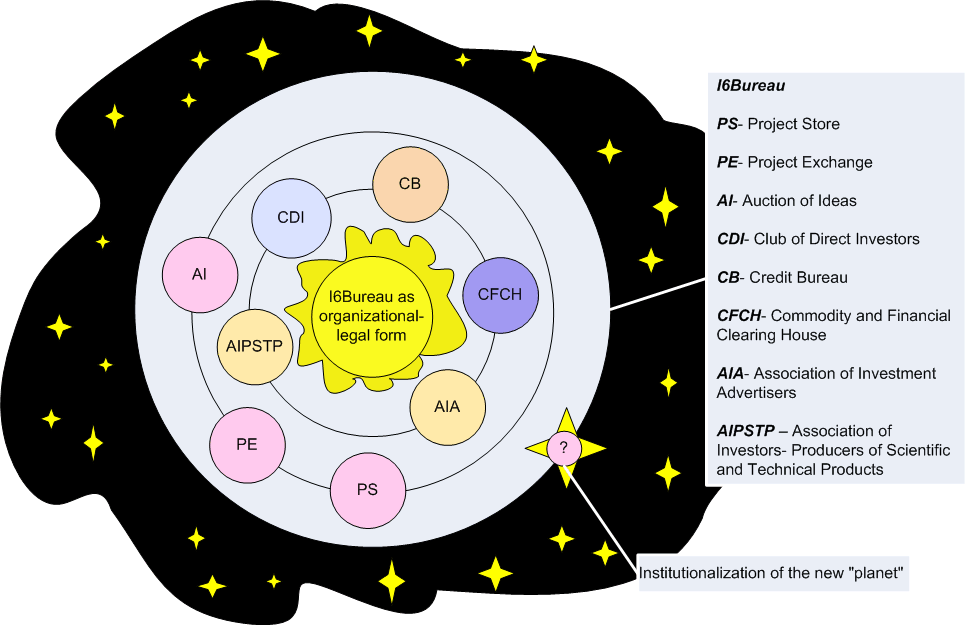 CB
CDI
AI
CFCH
I6Bureau as
organizational-
legal form
AIPSTP
AIA
PE
?
PS
I6Bureau
PS- Project Store
PE- Project Exchange
AI- Auction of Ideas
CDI- Club of Direct Investors
CB- Credit Bureau
CFCH- Commodity and Financial
Clearing House
AIA- Association of Investment
Advertisers
AIPSTP – Association of
Investors- Producers of Scientific
and Technical Products
Institutionalization of the new "planet"